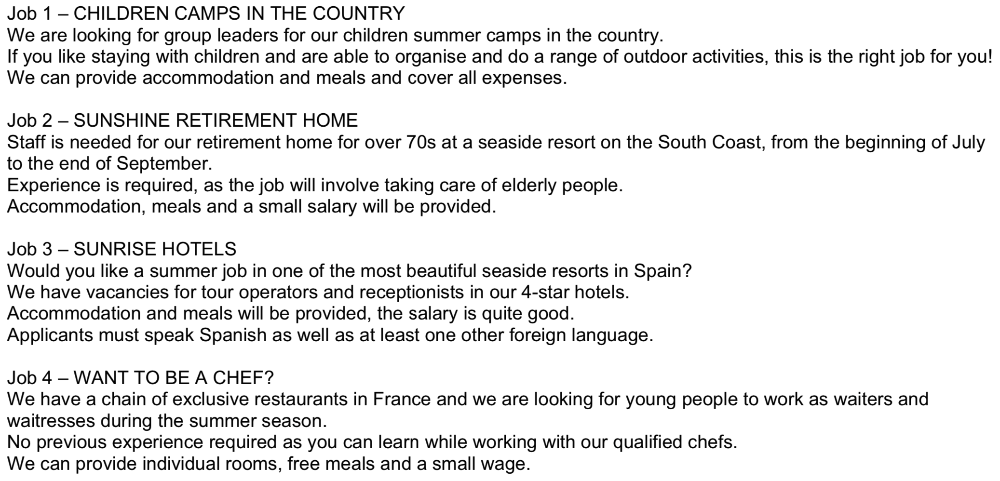 Job 1 – CHILDREN CAMPS IN THE COUNTRY
We are looking for group leaders for our children summer camps in the country.
If you like staying with children and are able to organise and do a range of outdoor activities, this is the right job for you!
We can provide accommodation and meals and cover all expenses.
Job 2 – SUNSHINE RETIREMENT HOME
Staff is needed for our retirement home for over 70s at a seaside resort on the South Coast, from the beginning of July
to the end of September.
Experience is required, as the job will involve taking care of elderly people.
Accommodation, meals and a small salary will be provided.
Job 3 – SUNRISE HOTELS
Would you like a summer job in one of the most beautiful seaside resorts in Spain?
We have vacancies for tour operators and receptionists in our 4-star hotels.
Accommodation and meals will be provided, the salary is quite good.
Applicants must speak Spanish as well as at least one other foreign language.
Job 4 – WANT TO BE A CHEF?
We have a chain of exclusive restaurants in France and we are looking for young people to work as waiters and
waitresses during the summer season.
No previous experience required as you can learn while working with our qualified chefs.
We can provide individual rooms, free meals and a small wage.